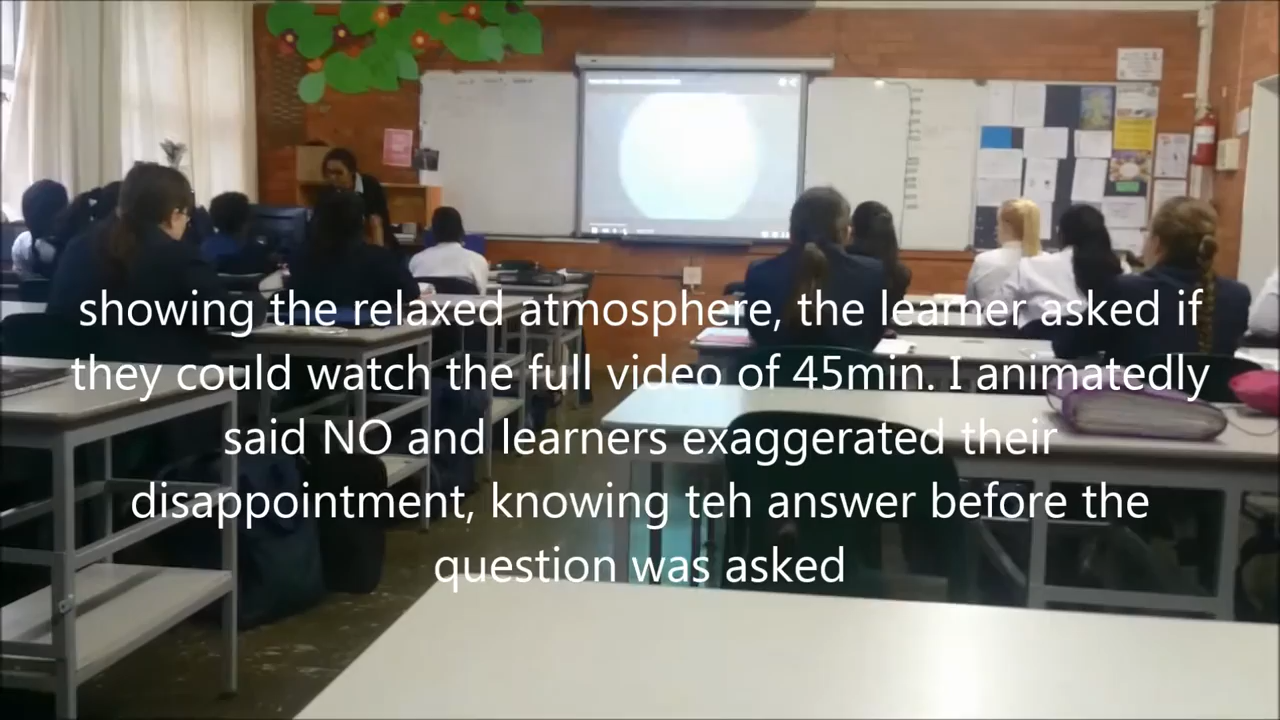 showing the relaxed atmosphere, the learner asked if
they could watch the full video of 45min. I animatedly
said NO and learners exaggerated their
disappointment, knowing teh answer before the
question was asked